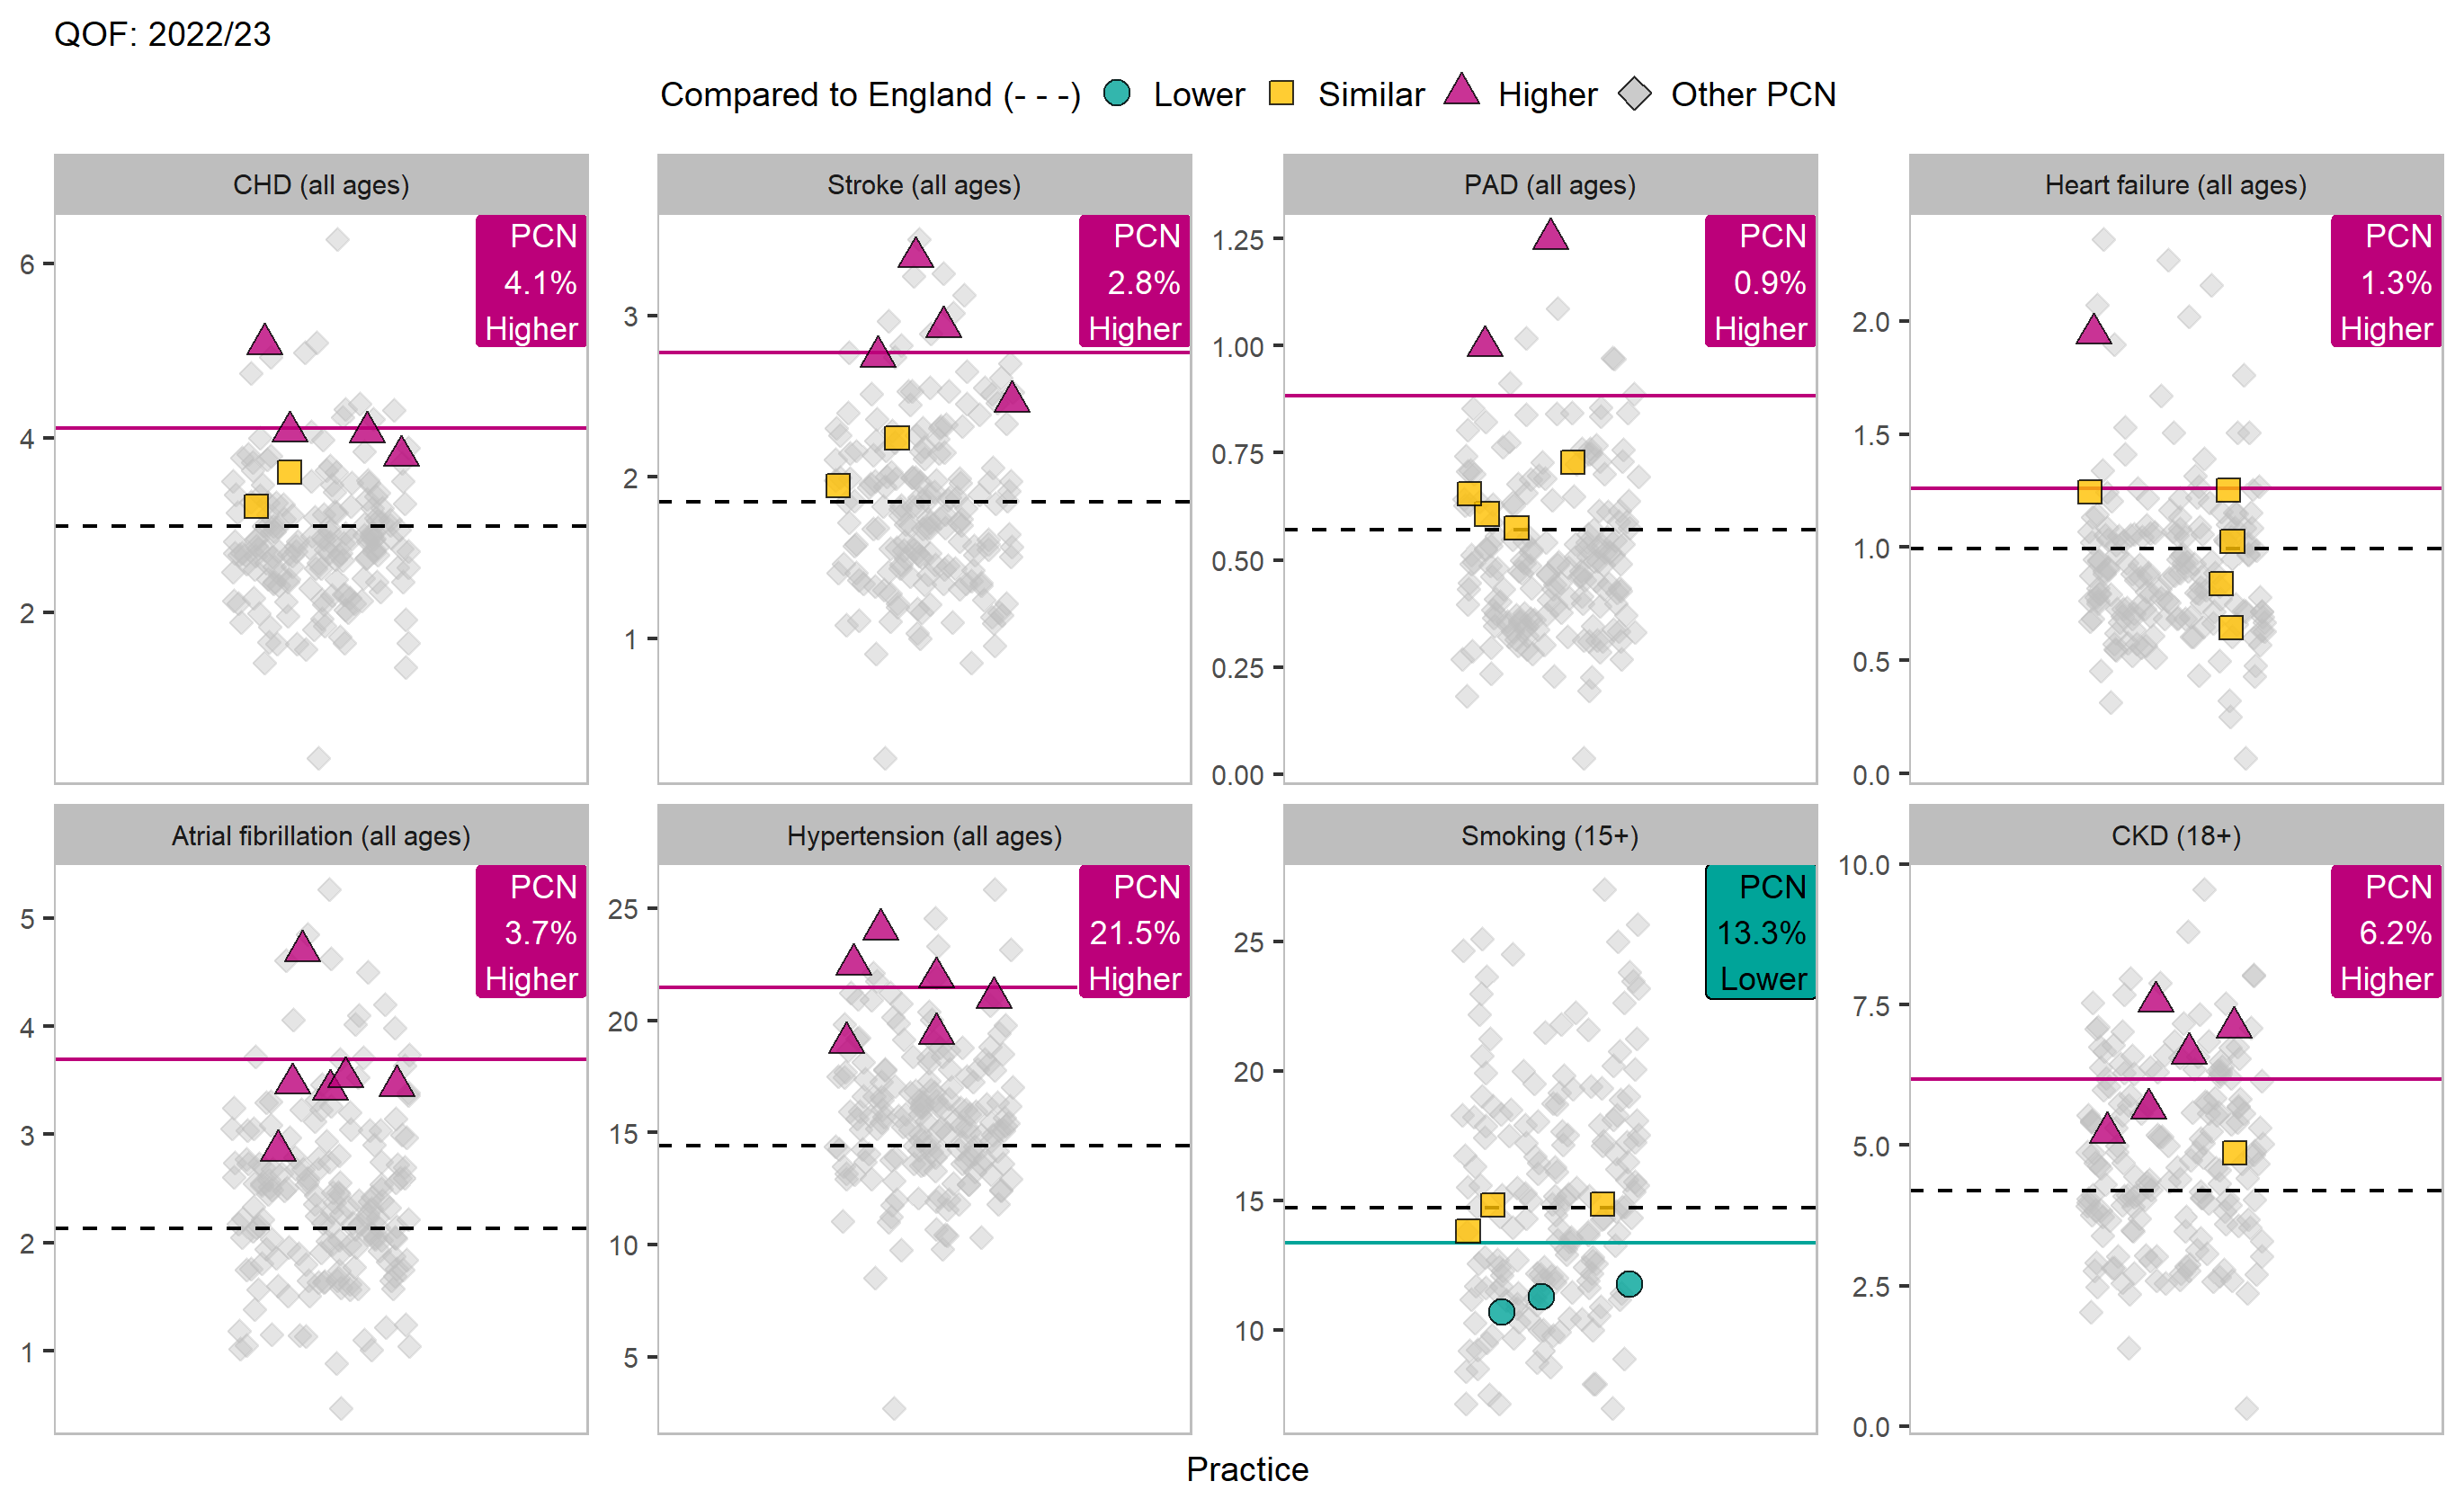 QOF: 2022/23
Compared to England (- - -) Lower Similar Higher Other PCN
CHD (all ages)
PCN
4.1%
Higher
6
4
2
Stroke (all ages)
PCN
2.8%
Higher
3
2
1
PAD (all ages)
PCN
0.9%
Higher
1.25
1.00
0.75
0.50
0.25
0.00
Heart failure (all ages)
PCN
1.3%
Higher
2.0
1.5
1.0
0.5
0.0
Atrial fibrillation (all ages)
PCN
3.7%
Higher
5
4
3
2
1
Hypertension (all ages)
PCN
21.5%
Higher
25
20
15
10
5
Smoking (15+)
PCN
13.3%
Lower
25
20
15
10
CKD (18+)
PCN
6.2%
Higher
10.0
7.5
5.0
2.5
0.0
Practice